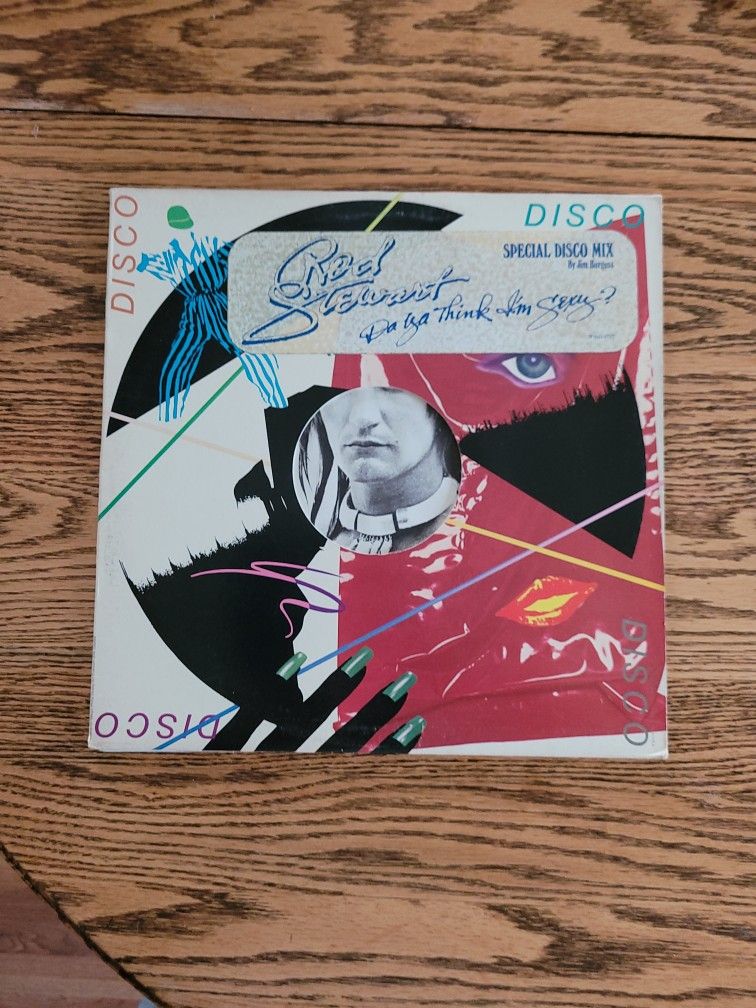 DISCO
DISCO
SPECIAL DISCO MIX
By Jim Burgess
Rod
Stewart
Da Ya Think I'm Sexy?
DISCO
DISCO